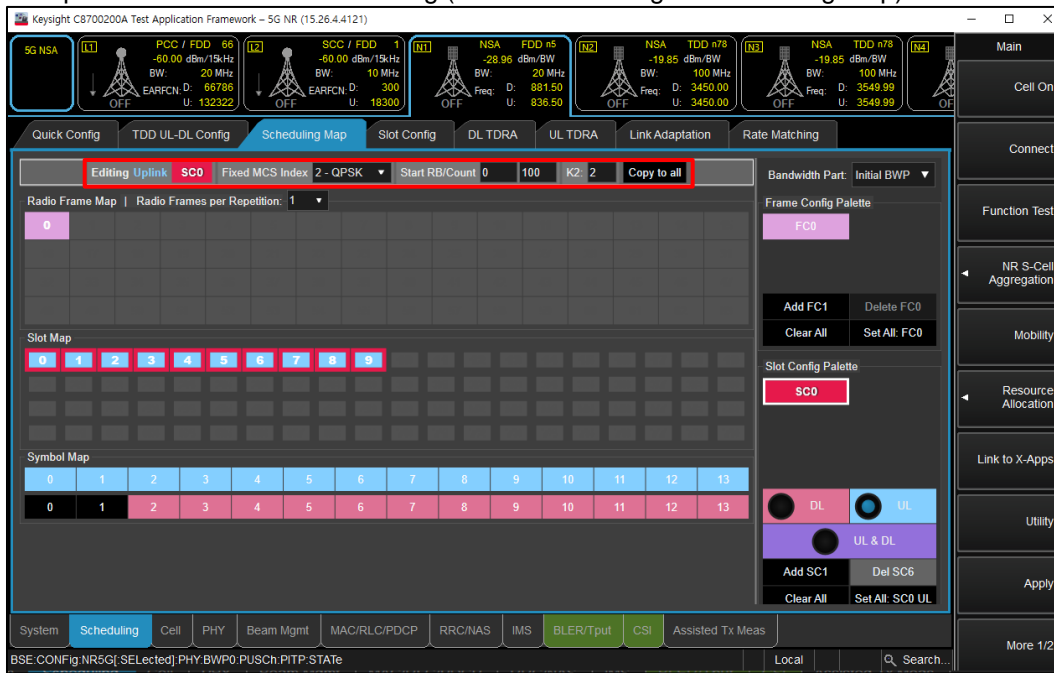 Keysight C8700200A Test Application Framework – 5G NR (15.26.4.4121)
5G NSA
L1 PCC / FDD 66
-60.00 dBm/15kHz
BW: 20 MHz
EARFCN: D: 66786
U: 132322
OFF
L2 SCC / FDD 1
-60.00 dBm/15kHz
BW: 10 MHz
EARFCN: D: 300
U: 18300
OFF
N1 NSA FDD n5
-28.96 dBm/BW
BW: 20 MHz
Freq: D: 881.50
U: 836.50
OFF
N2 NSA TDD n78
-19.85 dBm/BW
BW: 100 MHz
Freq: D: 3450.00
U: 3450.00
OFF
N3 NSA TDD n78
-19.85 dBm/BW
BW: 100 MHz
Freq: D: 3549.99
U: 3549.99
OFF
N4
OF
Quick Config TDD UL-DL Config Scheduling Map Slot Config DL TDRA UL TDRA Link Adaptation Rate Matching
Editing Uplink SC0 Fixed MCS Index 2 - QPSK Start RB/Count 0 100 K2: 2 Copy to all
Radio Frame Map | Radio Frames per Repetition: 1
0
Slot Map
0 1 2 3 4 5 6 7 8 9
Symbol Map
0 1 2 3 4 5 6 7 8 9 10 11 12 13
0 1 2 3 4 5 6 7 8 9 10 11 12 13
Bandwidth Part: Initial BWP
Frame Config Palette
FC0
Add FC1 Delete FC0
Clear All Set All: FC0
Slot Config Palette
SC0
DL UL
UL & DL
Add SC1 Del SC6
Clear All Set All: SC0 UL
Main
Cell On
Connect
Function Test
NR S-Cell
Aggregation
Mobility
Resource
Allocation
Link to X-Apps
Utility
Apply
More 1/2
System Scheduling Cell PHY Beam Mgmt MAC/RLC/PDCP RRC/NAS IMS BLER/Tput CSI Assisted Tx Meas
BSE:CONFig:NR5G[:SELected]:PHY:BWP0:PUSCh:PITP:STATe Local Search...